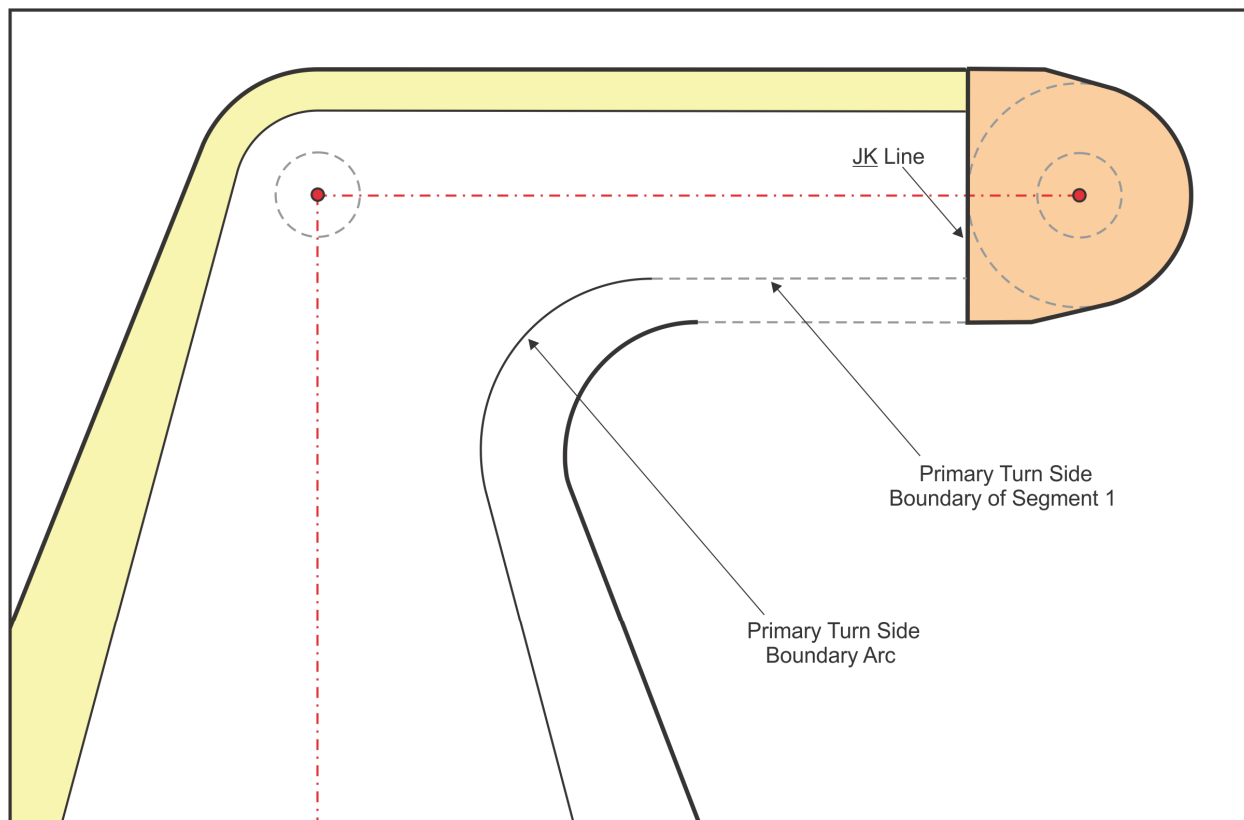 JK Line
Primary Turn Side
Boundary of Segment 1
Primary Turn Side
Boundary Arc